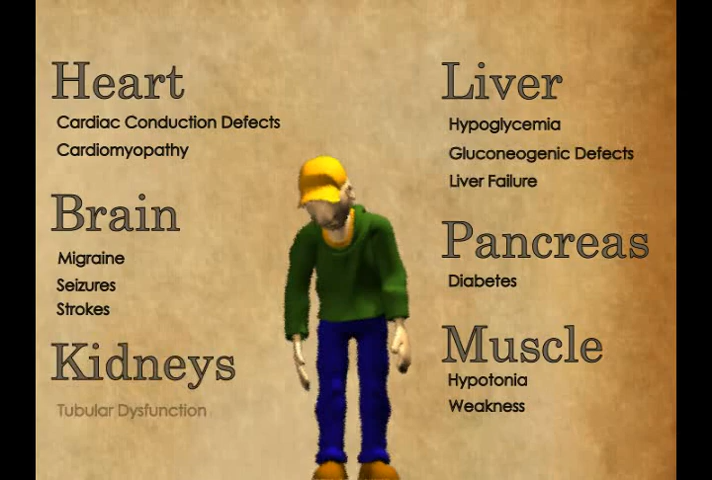 Heart
Cardiac Conduction Defects
Cardiomyopathy
Brain
Migraine
Seizures
Strokes
Kidneys
Tubular Dysfunction
Liver
Hypoglycemia
Gluconeogenic Defects
Liver Failure
Pancreas
Diabetes
Muscle
Hypotonia
Weakness